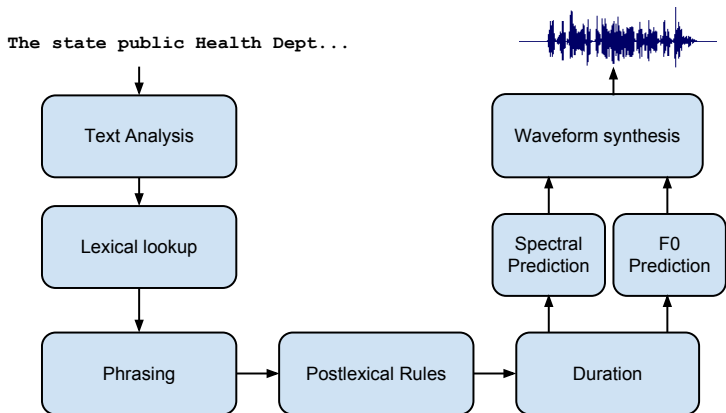 The state public Health Dept...
Text Analysis
Lexical lookup
Phrasing
Postlexical Rules
Duration
Spectral
Prediction
F0
Prediction
Waveform synthesis